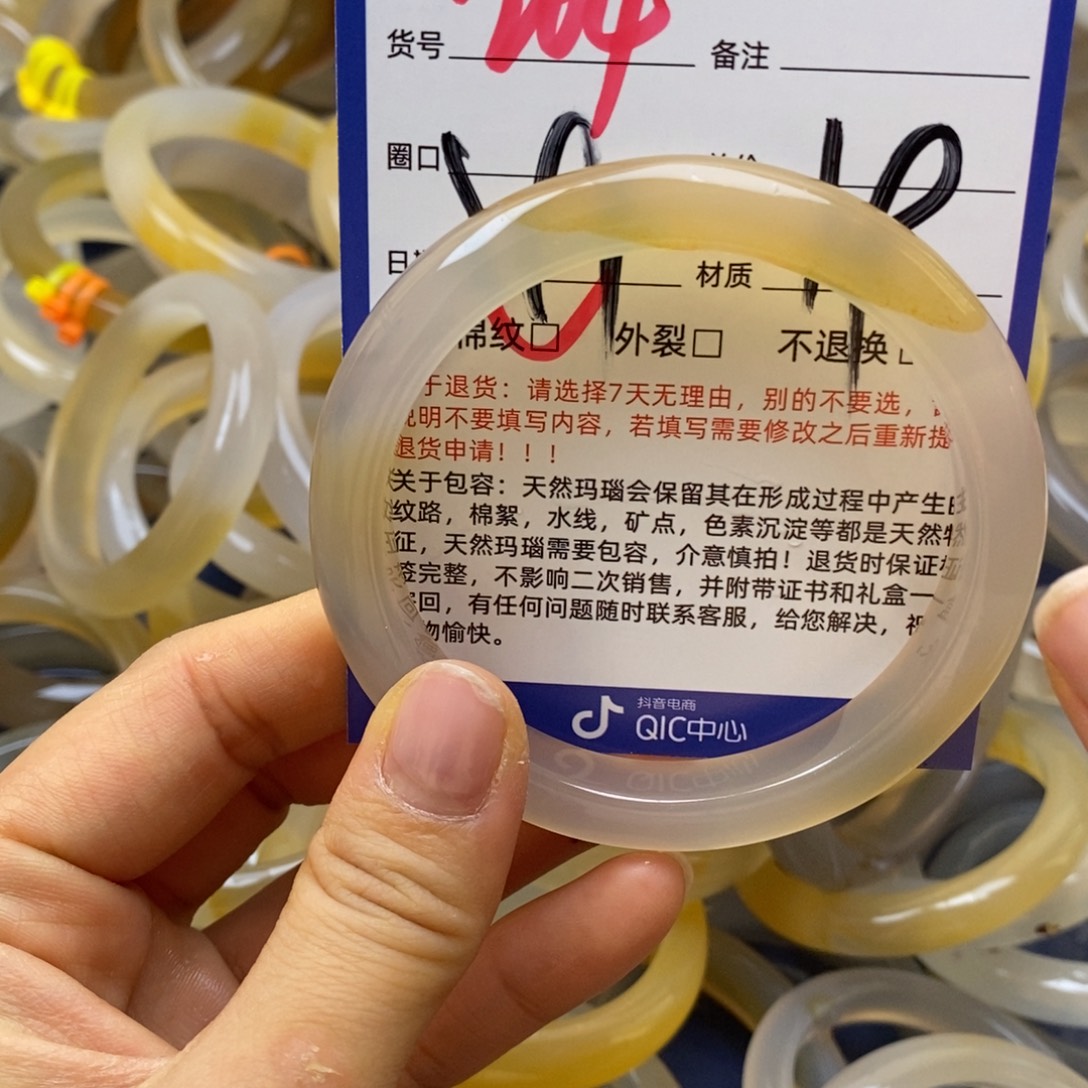 货号 备注
圈口
材质
棉纹□ 外裂□ 不退换□
于退货：请选择7天无理由，别的不要选，
说明不要填写内容，若填写需要修改之后重新提
退货申请！！！
关于包容：天然玛瑙会保留其在形成过程中产生的
纹路，棉絮，水线，矿点，色素沉淀等都是天然特
征，天然玛瑙需要包容，介意慎拍！退货时保证
签完整，不影响二次销售，并附带证书和礼盒一
寄回，有任何问题随时联系客服，给您解决，祝
物愉快。
抖音电商
QIC中心